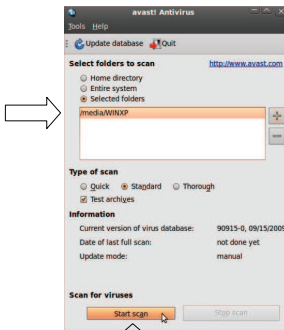 avast! Antivirus
Tools Help
Update database Quit
Select folders to scan http://www.avast.com
Home directory
Entire system
Selected folders
/media/WINXP
Type of scan
Quick Standard Thorough
Test archives
Information
Current version of virus database: 90915-0, 09/15/2009
Date of last full scan: not done yet
Update mode: manual
Scan for viruses
Start scan Stop scan